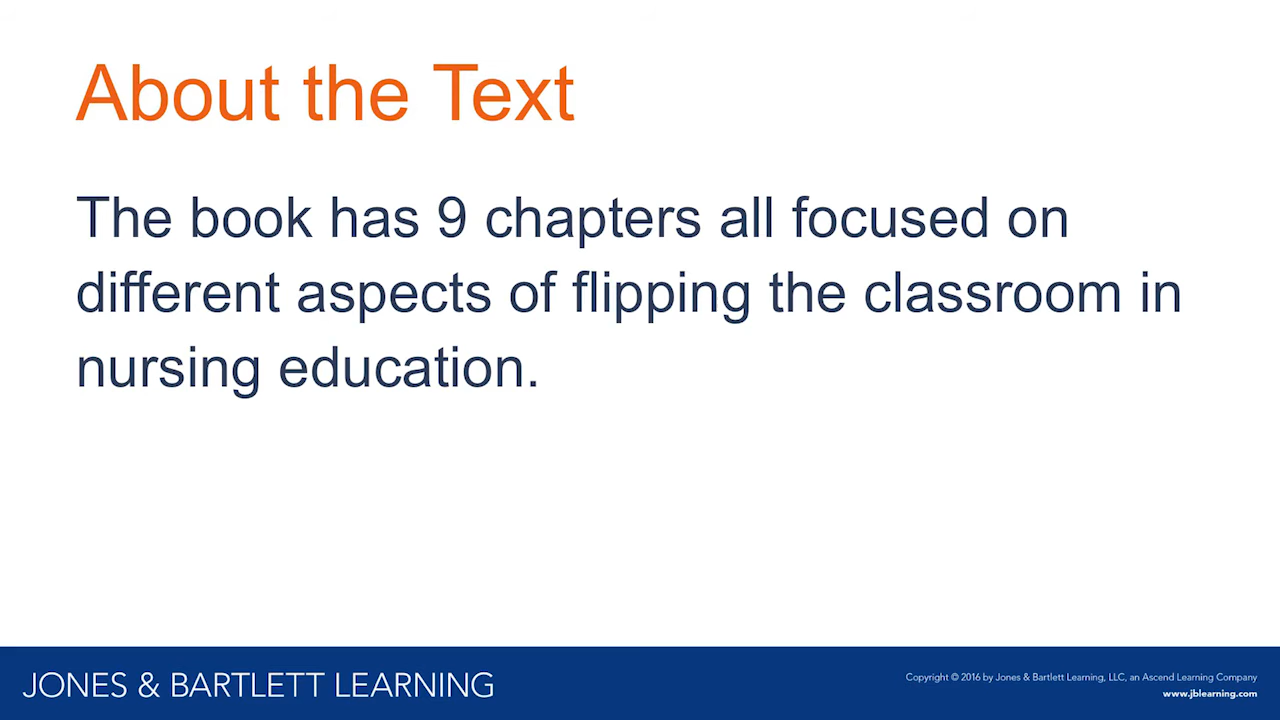 About the Text
The book has 9 chapters all focused on
different aspects of flipping the classroom in
nursing education.
JONES & BARTLETT LEARNING
Copyright © 2016 by Jones & Bartlett Learning, LLC, an Ascend Learning Company
www.jblearning.com